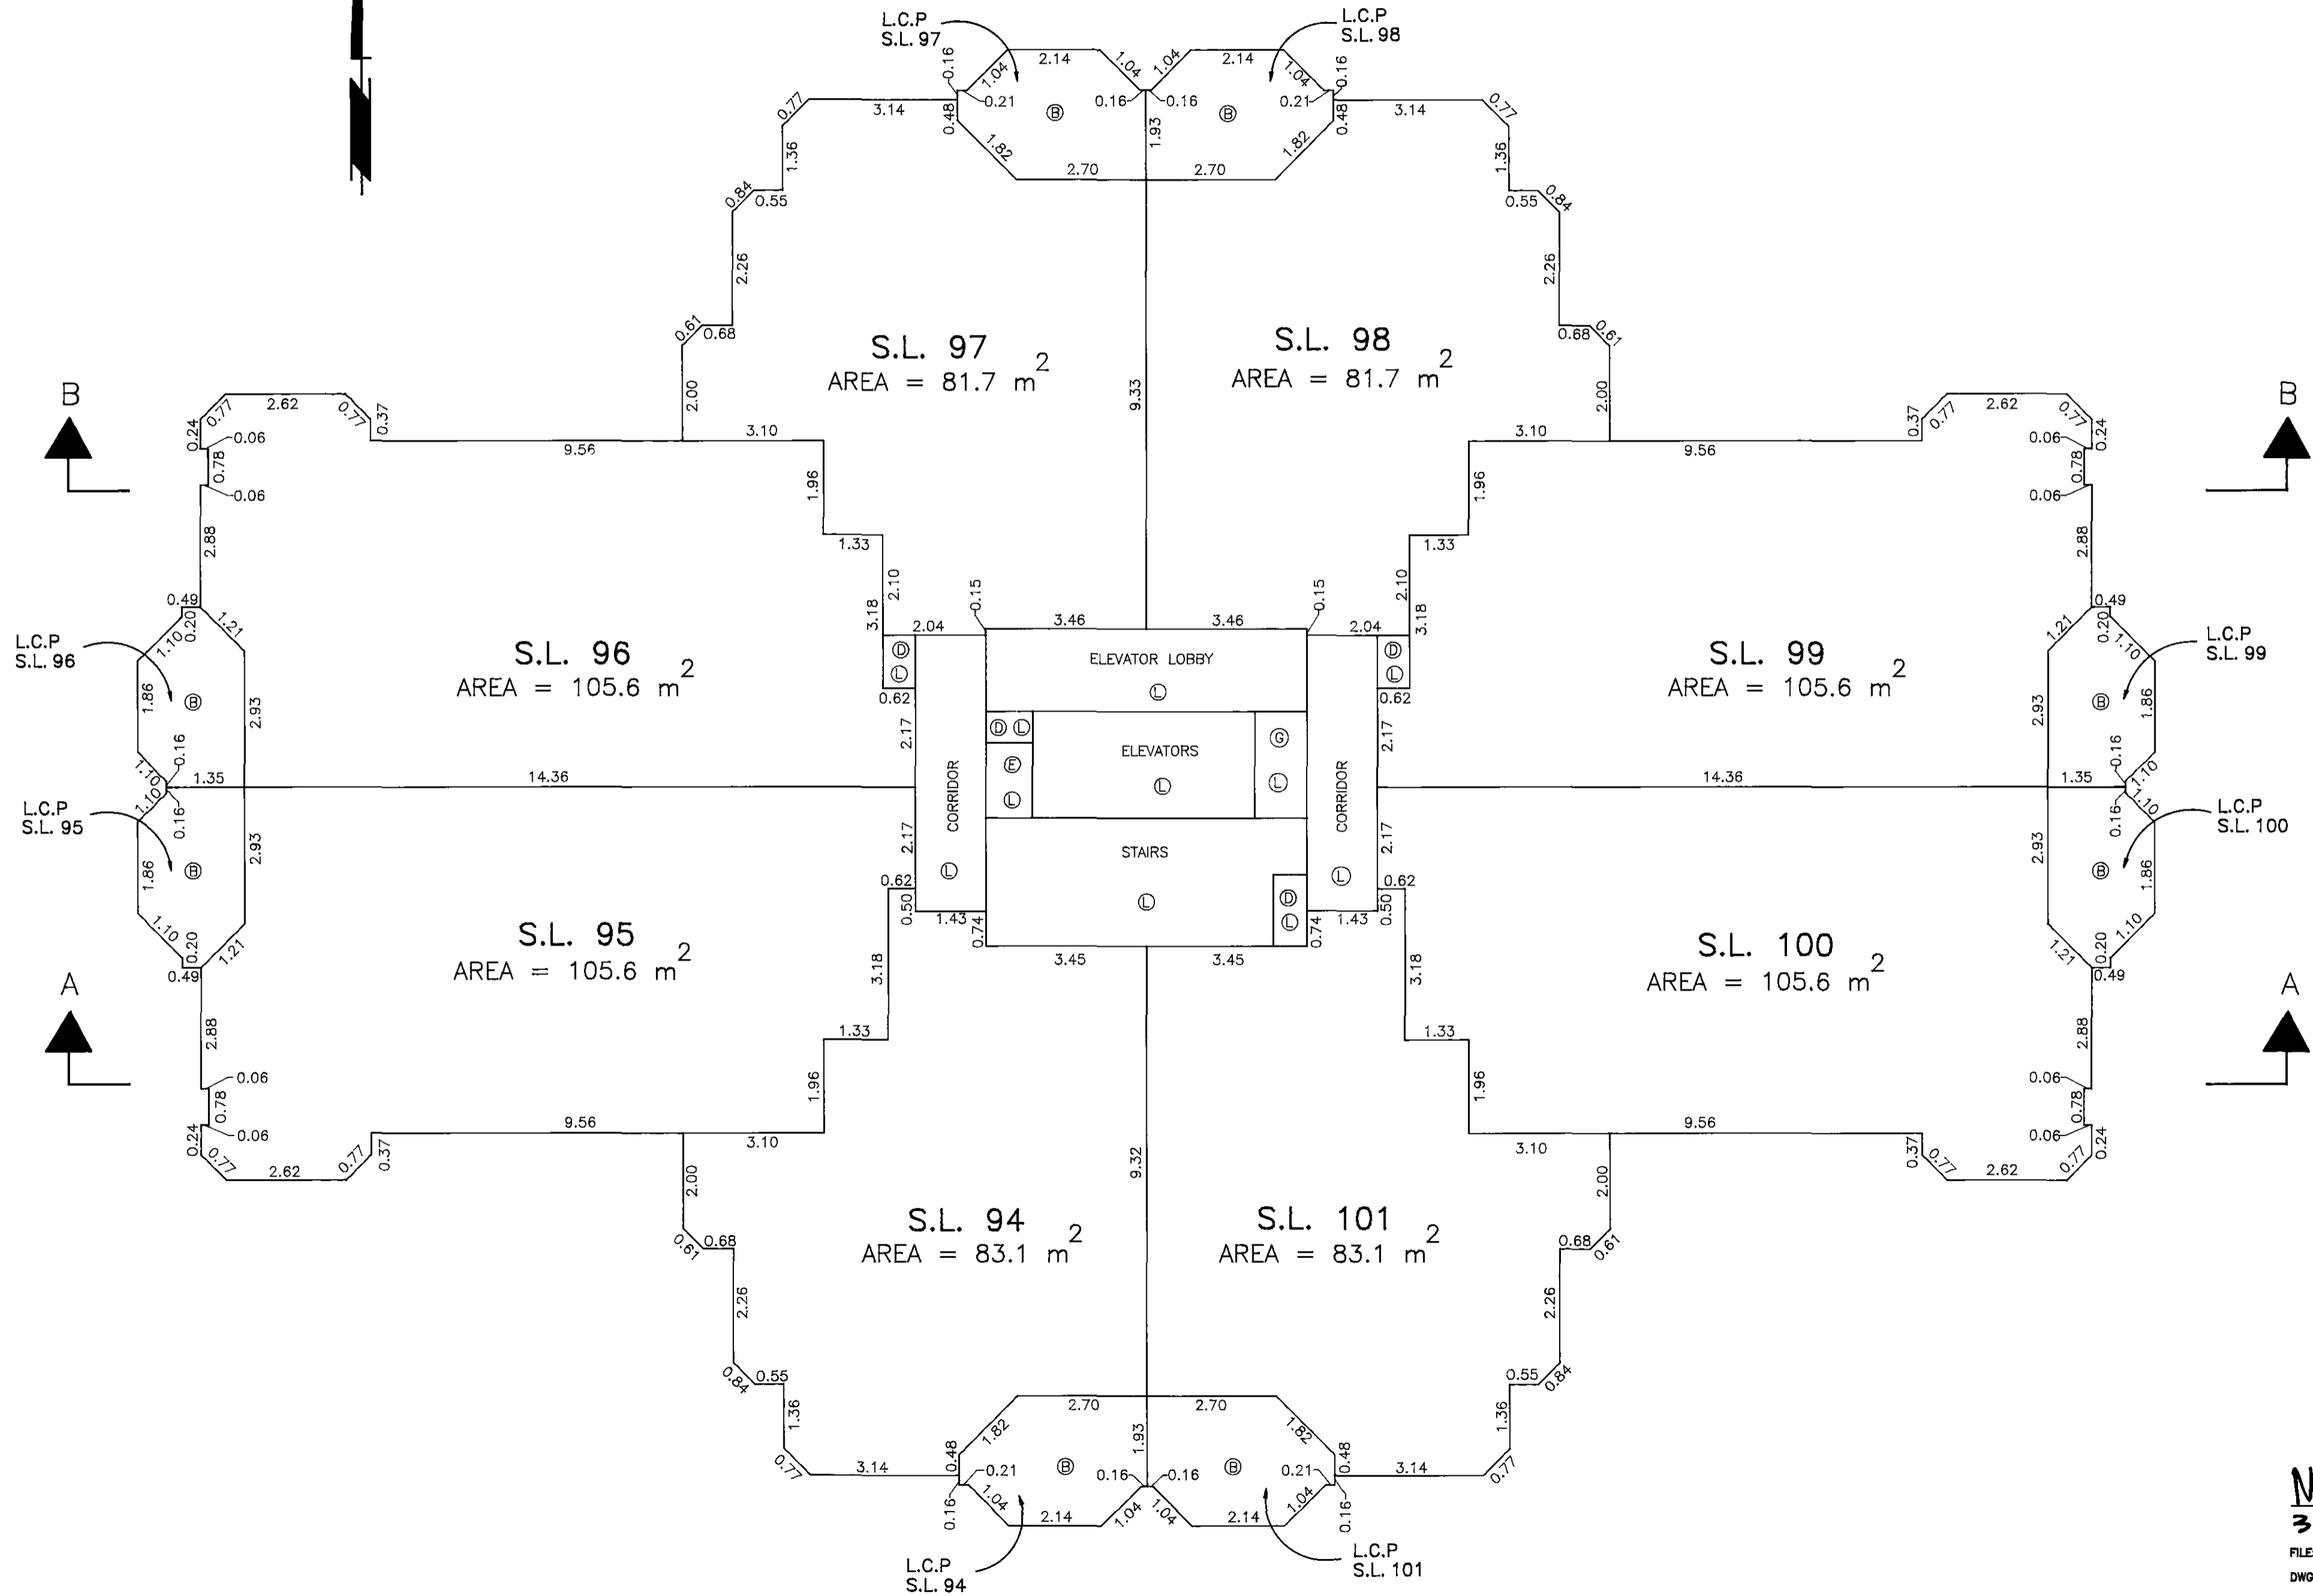 L.C.P
S.L. 97
L.C.P
S.L. 98
0.16
1.04
2.14
1.04
1.04
2.14
1.04
0.16
0.77
3.14
0.48
0.21
0.16
0.16
0.21
0.48
3.14
0.77
B
B
1.36
1.82
1.93
1.82
1.36
2.70
2.70
0.84
0.55
0.55
0.84
2.26
2.26
0.61
0.68
0.68
0.61
S.L. 97
AREA = 81.7 m2
S.L. 98
AREA = 81.7 m2
B
B
0.77
2.62
0.77
0.37
2.00
9.33
2.00
0.37
0.77
2.62
0.77
0.24
0.06
0.78
0.06
9.56
3.10
3.10
9.56
0.06
0.24
0.78
0.06
1.96
1.96
2.88
1.33
1.33
2.88
2.10
2.10
0.49
0.20
1.21
3.18
2.04
0.15
3.46
3.46
0.15
2.04
3.18
1.21
0.49
0.20
L.C.P
S.L. 96
1.10
S.L. 96
AREA = 105.6 m2
D
L
ELEVATOR LOBBY
L
D
L
S.L. 99
AREA = 105.6 m2
1.10
L.C.P
S.L. 99
1.86
B
2.93
0.62
0.62
2.93
B
1.86
2.17
D L
ELEVATORS
G
2.17
1.10
0.16
1.35
14.36
CORRIDOR
E
L
L
L
CORRIDOR
14.36
1.35
0.16
1.10
L.C.P
S.L. 95
1.10
0.16
0.16
1.10
L.C.P
S.L. 100
1.86
B
2.93
2.17
STAIRS
2.17
2.93
B
1.86
L
L
0.62
0.62
0.50
1.43
0.74
L
D
L
0.74
1.43
0.50
1.10
0.20
1.21
0.49
S.L. 95
AREA = 105.6 m2
3.18
3.45
3.45
3.18
S.L. 100
AREA = 105.6 m2
1.21
0.20
1.10
0.49
A
A
2.88
1.33
1.33
2.88
0.06
0.78
0.06
0.24
1.96
1.96
0.06
0.78
0.06
0.24
0.77
2.62
0.77
0.37
9.56
3.10
3.10
9.56
0.37
0.77
2.62
0.77
2.00
9.32
2.00
S.L. 94
AREA = 83.1 m2
S.L. 101
AREA = 83.1 m2
0.61
0.68
0.68
0.61
2.26
2.26
0.84
0.55
0.55
0.84
1.36
2.70
2.70
1.36
1.82
1.93
1.82
0.77
3.14
0.48
0.21
B
0.16
0.16
B
0.21
0.48
3.14
0.77
0.16
1.04
2.14
1.04
1.04
2.14
1.04
0.16
L.C.P
S.L. 94
L.C.P
S.L. 101
N
3
FILE
DWG